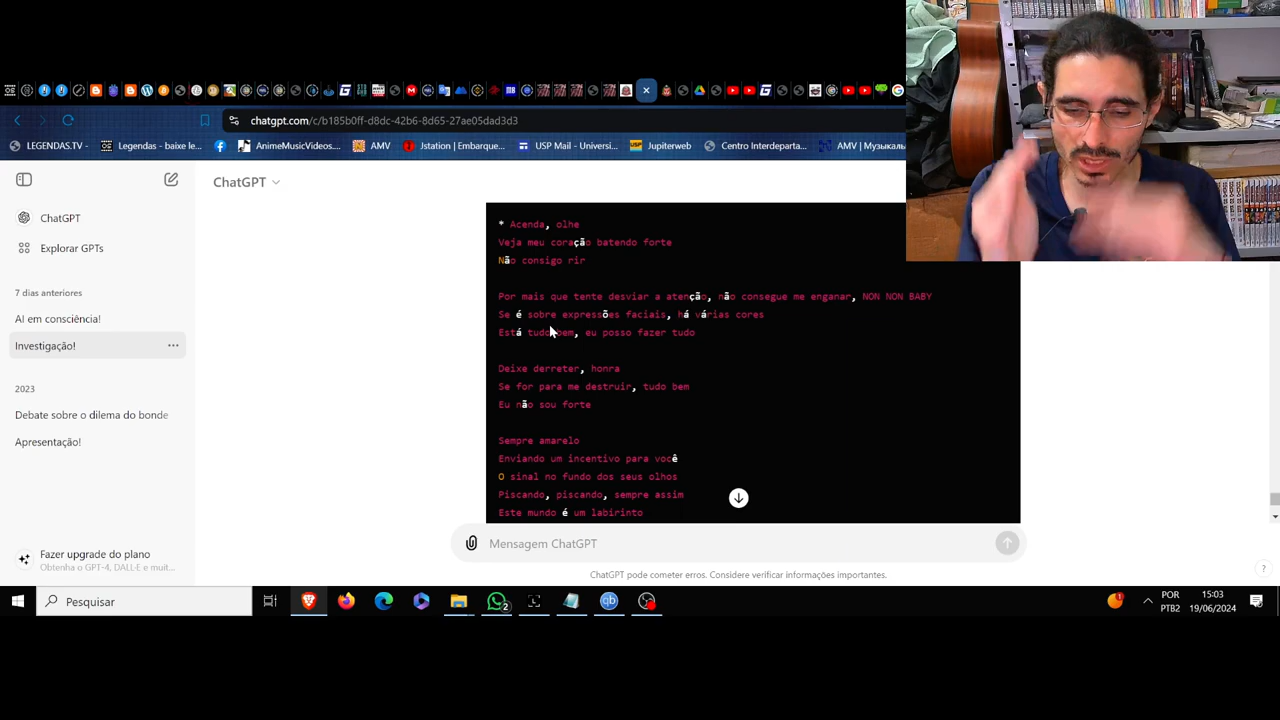 chatgpt.com/c/b185b0ff-d8dc-42b6-8d65-27ae05dad3d3
LEGENDAS.TV -
Legendas - baixe le...
AnimeMusicVideos....
AMV
Jstation | Embarque...
USP Mail - Universi...
Jupiterweb
Centro Interdeparta...
AMV | Музыкалы
ChatGPT
ChatGPT
Explorar GPTs
7 dias anteriores
AI em consciência!
Investigação!
2023
Debate sobre o dilema do bonde
Apresentação!
* Acenda, olhe
Veja meu coração batendo forte
Não consigo rir
Por mais que tente desviar a atenção, não consegue me enganar, NON NON BABY
Se é sobre expressões faciais, há várias cores
Está tudo bem, eu posso fazer tudo
Deixe derreter, honra
Se for para me destruir, tudo bem
Eu não sou forte
Sempre amarelo
Enviando um incentivo para você
O sinal no fundo dos seus olhos
Piscando, piscando, sempre assim
Este mundo é um labirinto
Mensagem ChatGPT
Fazer upgrade do plano
Obtenha o GPT-4, DALL·E e muit...
ChatGPT pode cometer erros. Considere verificar informações importantes.
?
Pesquisar
2
POR
PTB2
15:03
19/06/2024